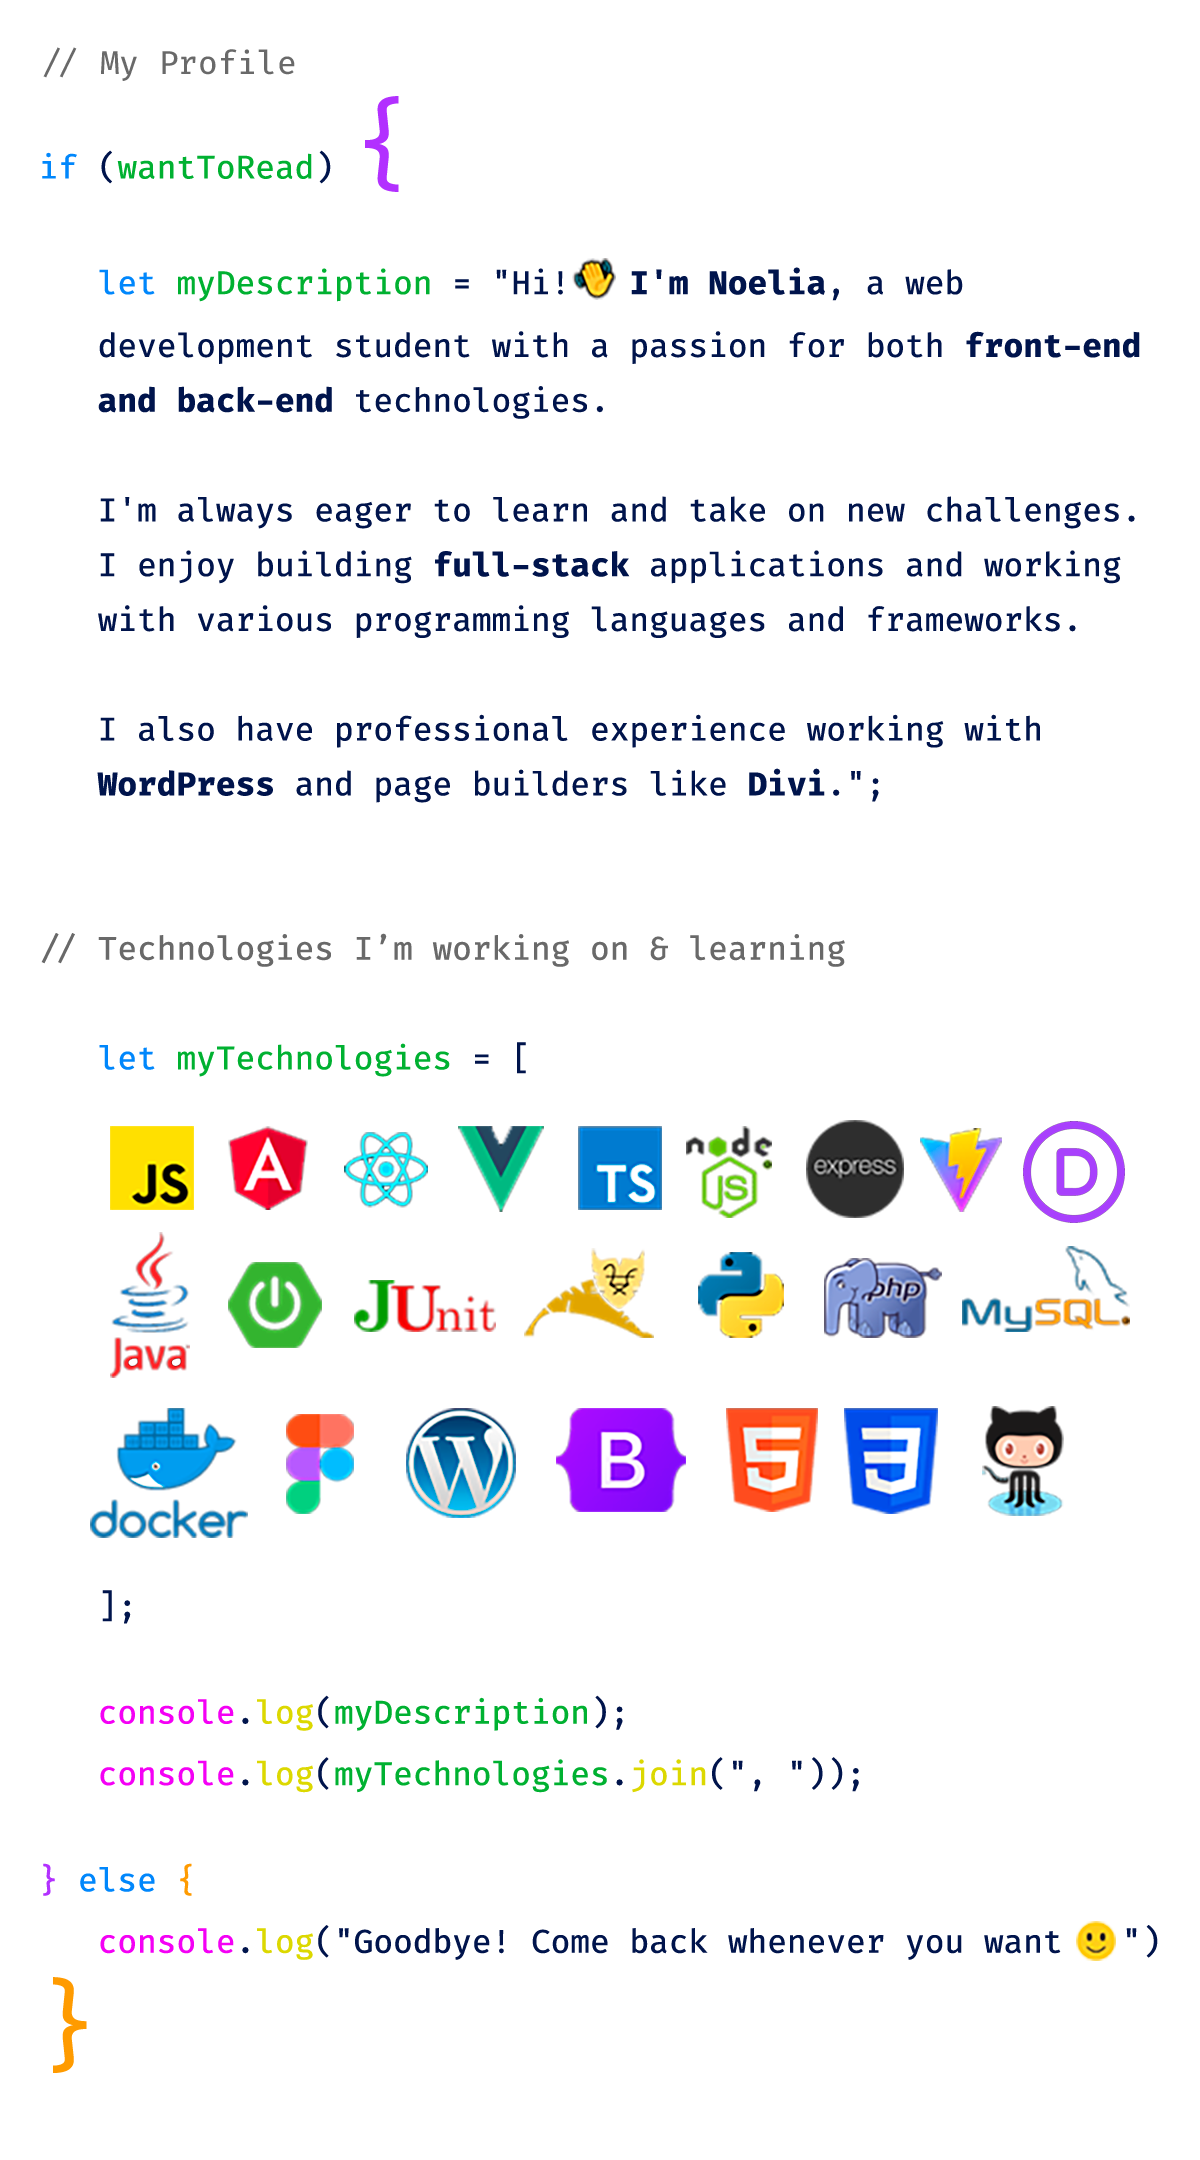 // My Profile
if (wantToRead) {
let myDescription = "Hi!👋 I'm Noelia, a web
development student with a passion for both front-end
and back-end technologies.
I'm always eager to learn and take on new challenges.
I enjoy building full-stack applications and working
with various programming languages and frameworks.
I also have professional experience working with
WordPress and page builders like Divi.";
// Technologies I’m working on & learning
let myTechnologies = [
JS A TS node JS express D
Java JUnit php MySQL
docker W B 5 3
];
console.log(myDescription);
console.log(myTechnologies.join(", "));
} else {
console.log("Goodbye! Come back whenever you want 🙂")
}